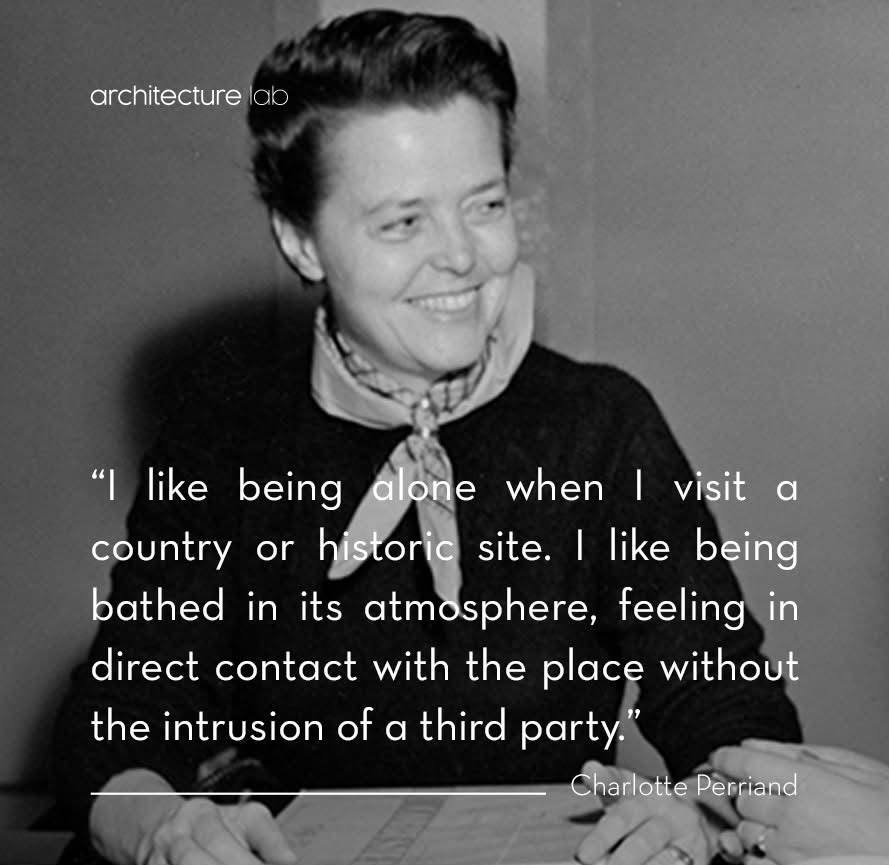 architecture lab
“I like being alone when I visit a
country or historic site. I like being
bathed in its atmosphere, feeling in
direct contact with the place without
the intrusion of a third party.”
Charlotte Perriand